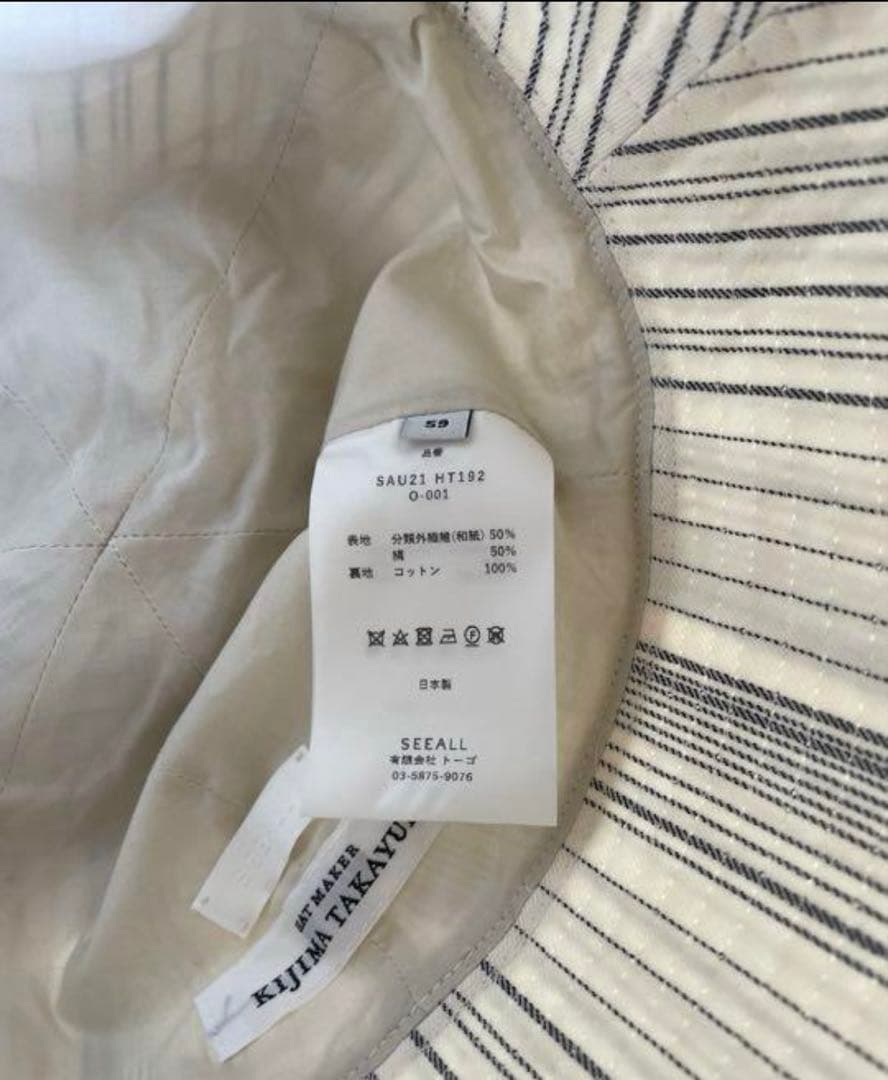 59
品番
SAU21 HT192
O-001
表地 分類外繊維(和紙) 50%
綿 50%
裏地 コットン 100%
日本製
SEEALL
有限会社 トーゴ
03-5875-9076
HAT MAKER
KIJIMA TAKAYU